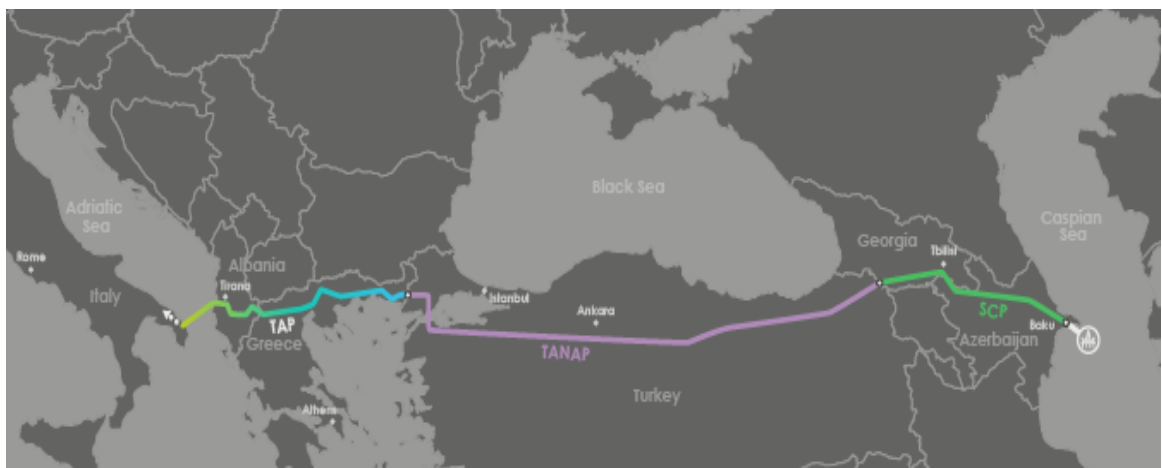 Black Sea
Adriatic
Sea
Caspian
Sea
Georgia
Tbilisi
Rome
Albania
Tirana
Italy
Istanbul
Ankara
SCP
TAP
Baku
Azerbaijan
Greece
TANAP
Turkey
Athens